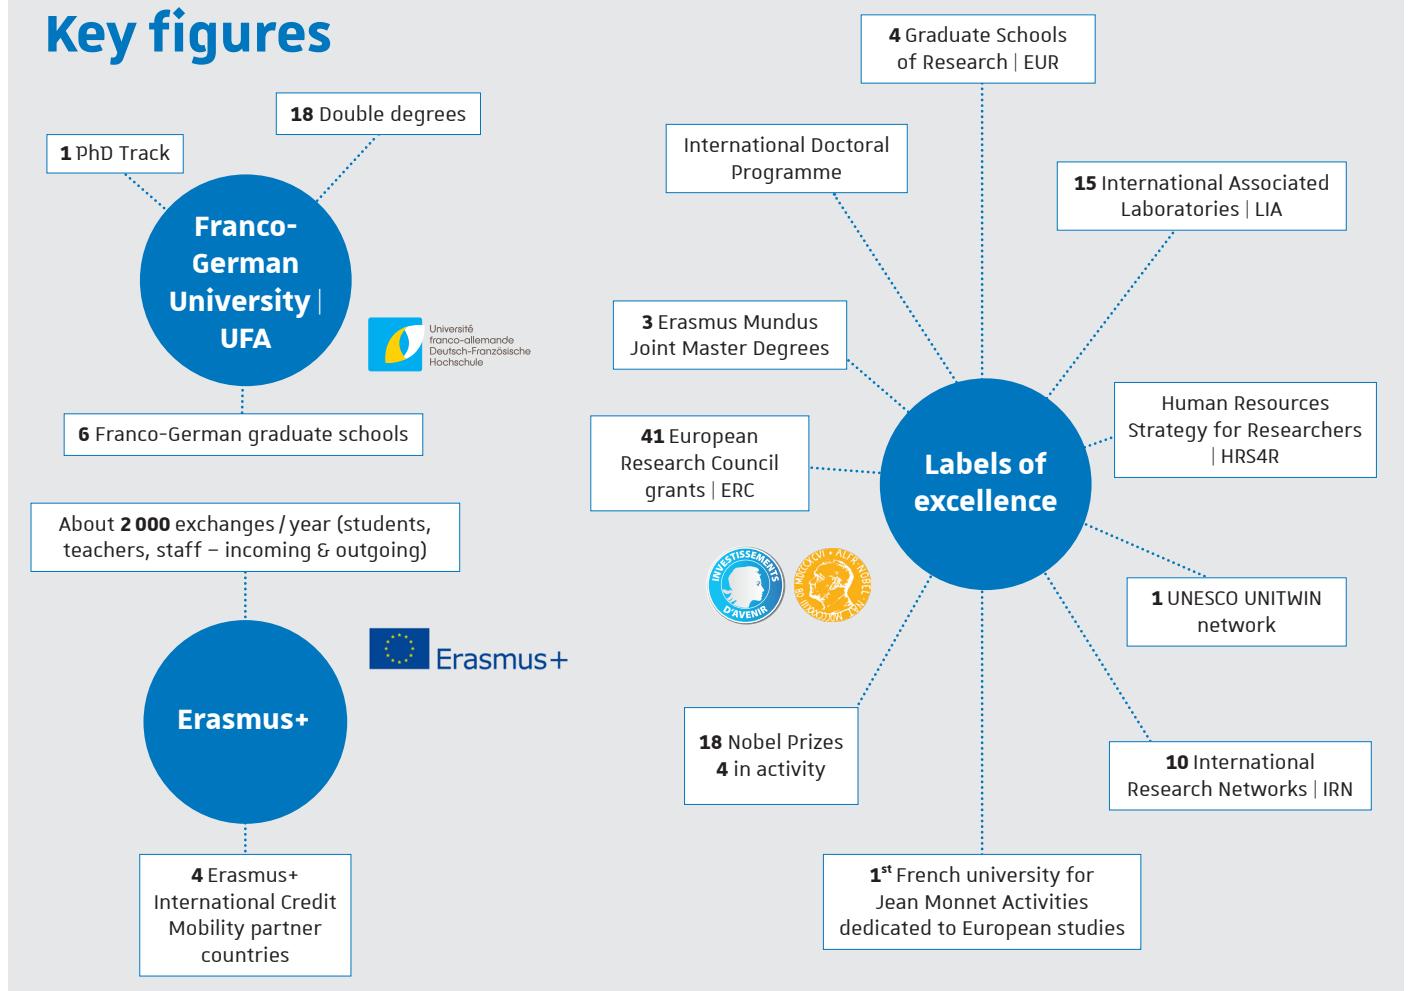 Key figures
18 Double degrees
1 PhD Track
Franco-
German
University |
UFA
Université
franco-allemande
Deutsch-Französische
Hochschule
6 Franco-German graduate schools
About 2 000 exchanges / year (students,
teachers, staff – incoming & outgoing)
Erasmus+
Erasmus+
4 Erasmus+
International Credit
Mobility partner
countries
4 Graduate Schools
of Research | EUR
International Doctoral
Programme
15 International Associated
Laboratories | LIA
3 Erasmus Mundus
Joint Master Degrees
Human Resources
Strategy for Researchers
| HRS4R
41 European
Research Council
grants | ERC
Labels of
excellence
INVESTISSEMENTS
D'AVENIR
1 UNESCO UNITWIN
network
18 Nobel Prizes
4 in activity
10 International
Research Networks | IRN
1st French university for
Jean Monnet Activities
dedicated to European studies